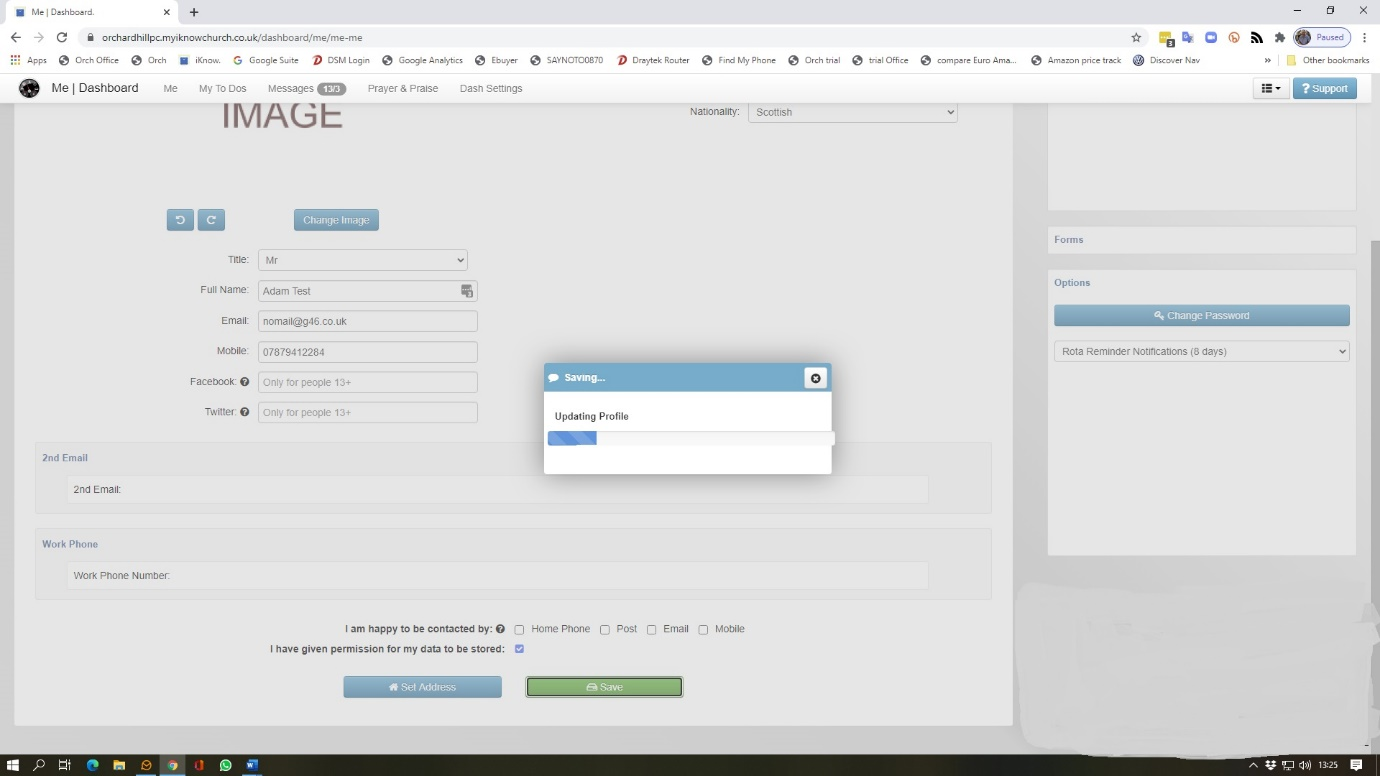 Me | Dashboard.
orchardhillpc.myiknowchurch.co.uk/dashboard/me/me-me
3
Paused
Apps Orch Office Orch iKnow. Google Suite DSM Login Google Analytics Ebuyer SAYNOTO0870 Draytek Router Find My Phone Orch trial trial Office compare Euro Ama... Amazon price track Discover Nav » Other bookmarks
Me | Dashboard Me My To Dos Messages 13/3 Prayer & Praise Dash Settings ? Support
IMAGE
Nationality: Scottish
Change Image
Title: Mr
Full Name: Adam Test
Email: nomail@g46.co.uk
Mobile: 07879412284
Facebook: Only for people 13+
Twitter: Only for people 13+
Forms
Options
Change Password
Rota Reminder Notifications (8 days)
Saving...
Updating Profile
2nd Email
2nd Email:
Work Phone
Work Phone Number:
I am happy to be contacted by: Home Phone Post Email Mobile
I have given permission for my data to be stored:
Set Address Save
13:25